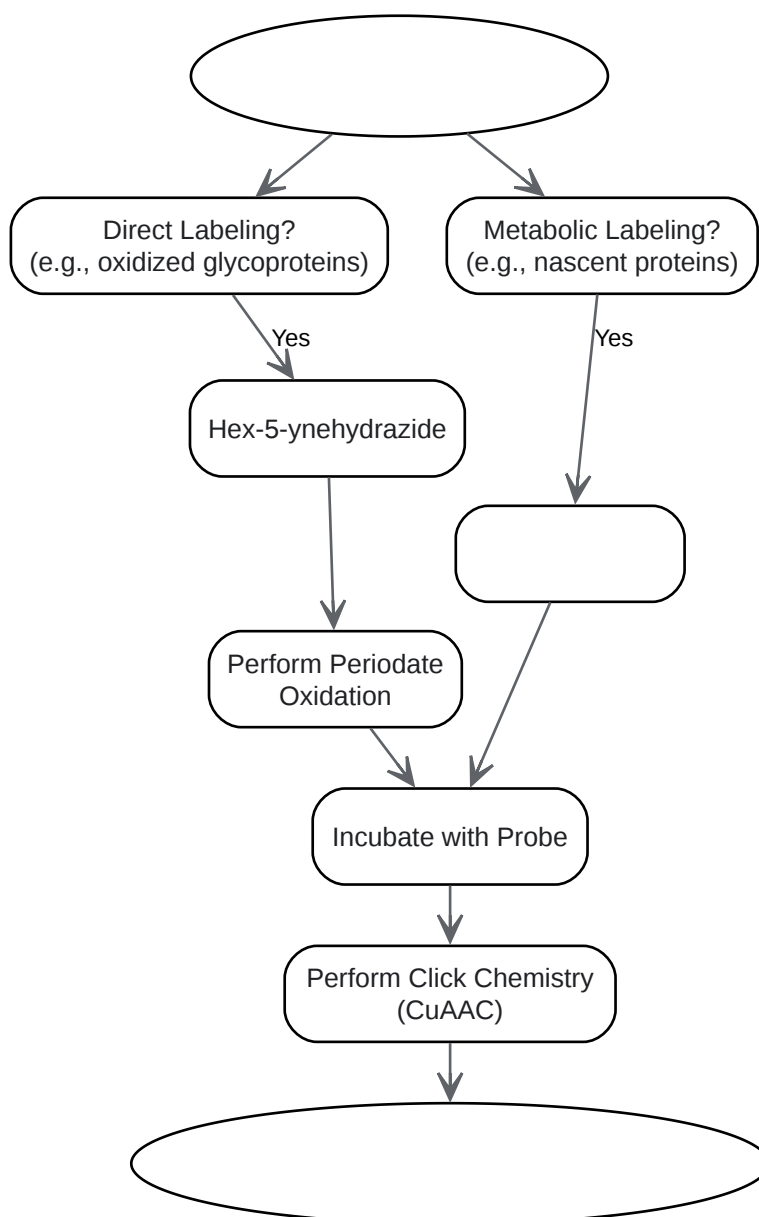 Direct Labeling?
(e.g., oxidized glycoproteins)
Metabolic Labeling?
(e.g., nascent proteins)
Yes
Yes
Hex-5-ynehydrazide
Perform Periodate
Oxidation
Incubate with Probe
Perform Click Chemistry
(CuAAC)